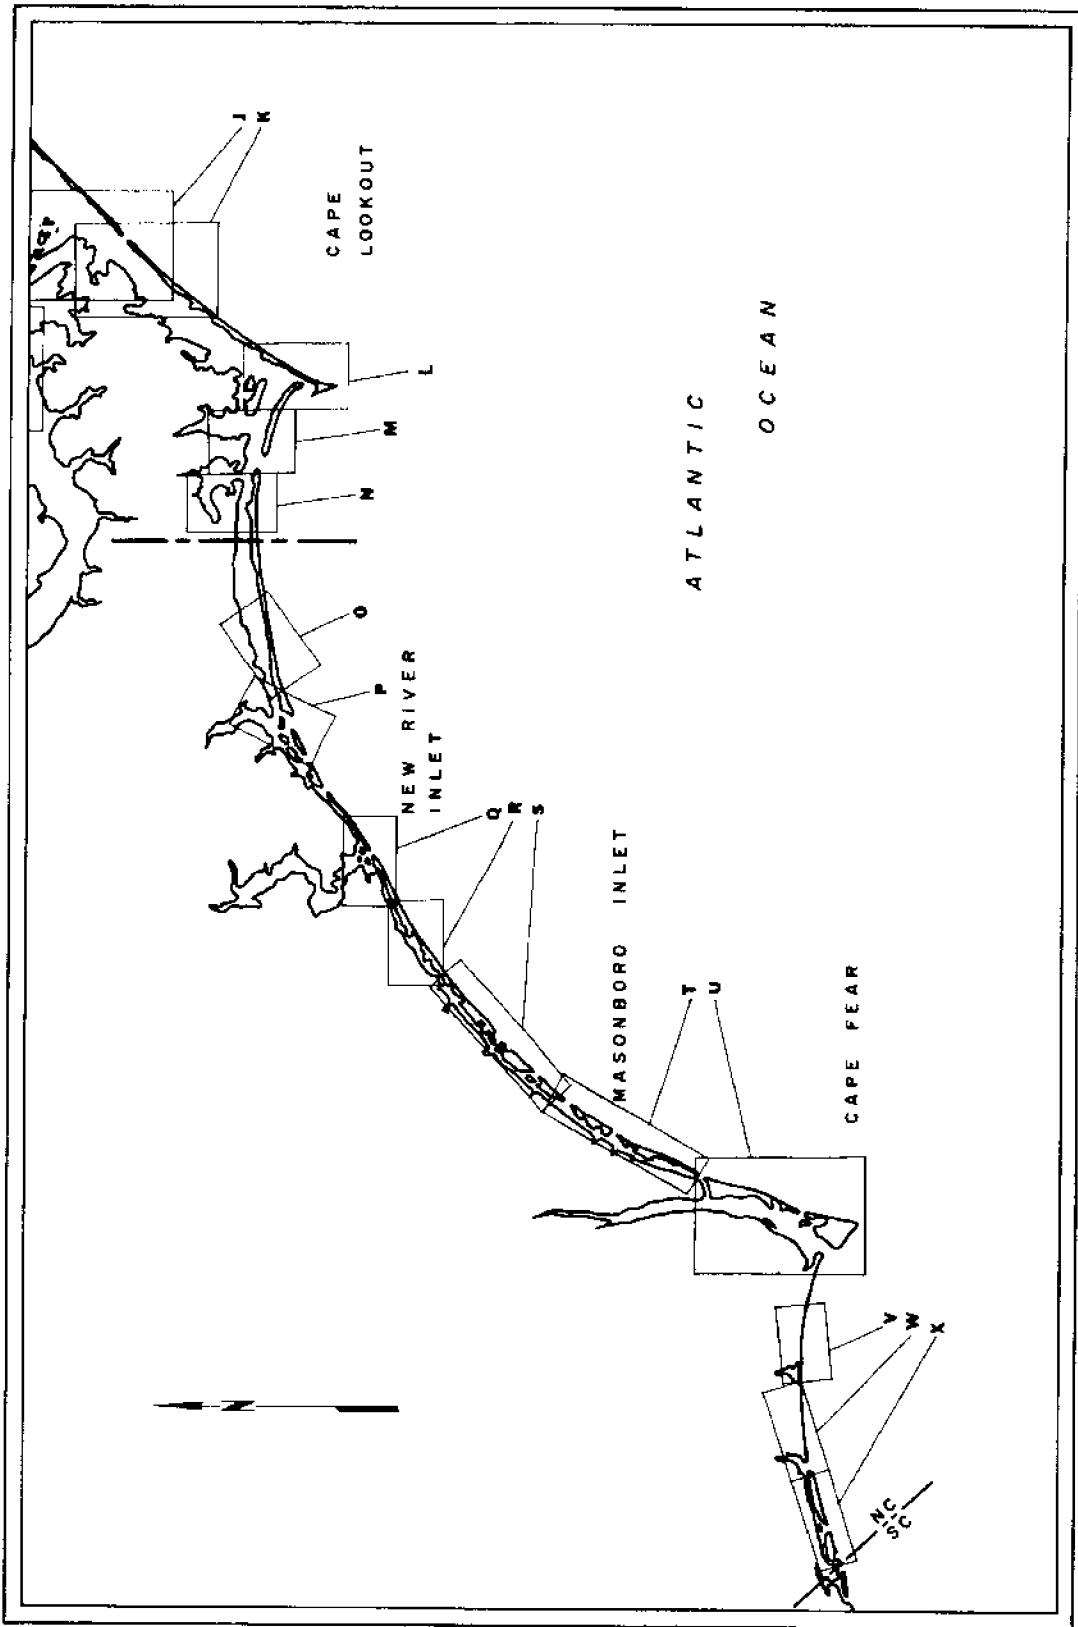 J
K
CAPE
LOOKOUT
L
M
N
ATLANTIC
OCEAN
O
P
NEW RIVER
INLET
Q
R
S
MASONBORO INLET
T
U
CAPE FEAR
V
W
X
N
NC
SC